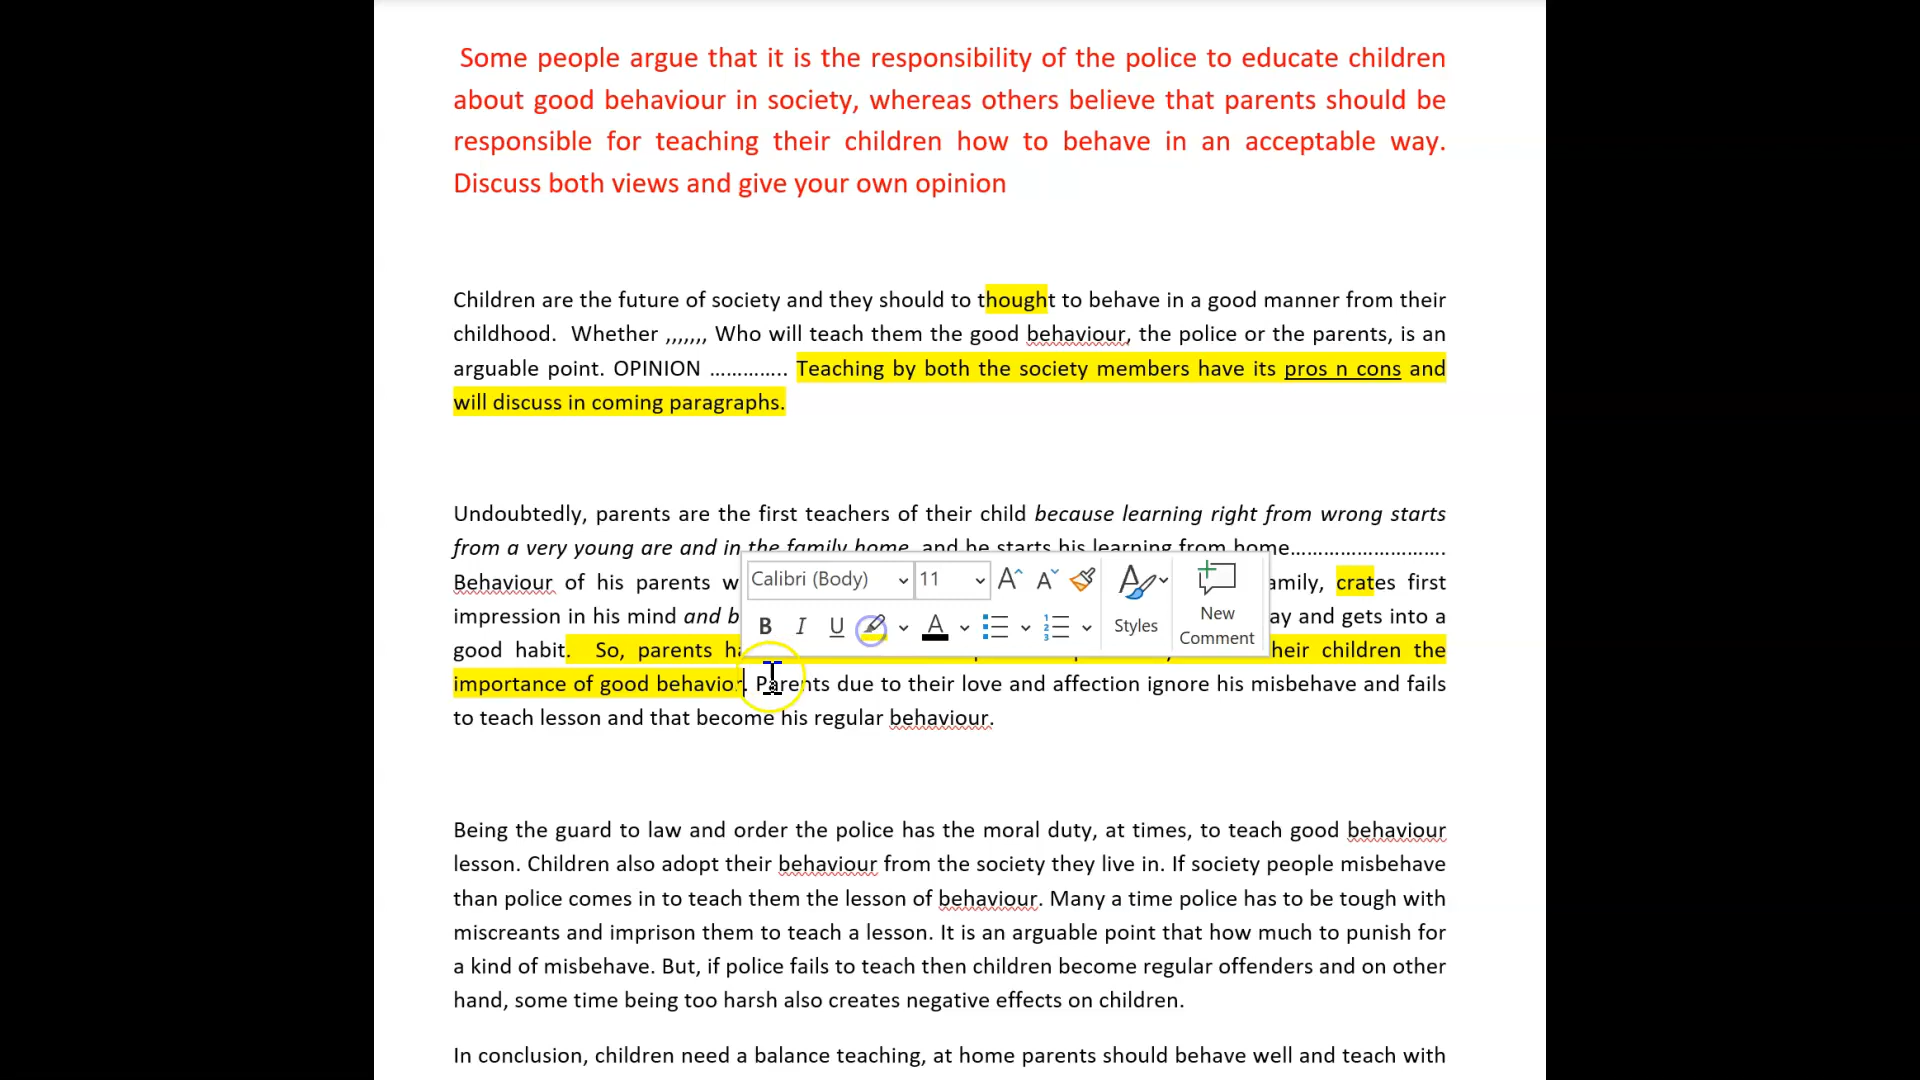 Some people argue that it is the responsibility of the police to educate children
about good behaviour in society, whereas others believe that parents should be
responsible for teaching their children how to behave in an acceptable way.
Discuss both views and give your own opinion
Children are the future of society and they should to thought to behave in a good manner from their
childhood. Whether ,,,,,,, Who will teach them the good behaviour, the police or the parents, is an
arguable point. OPINION ………….. Teaching by both the society members have its pros n cons and
will discuss in coming paragraphs.
Undoubtedly, parents are the first teachers of their child because learning right from wrong starts
from a very young are and in the family home, and he starts his learning from home……………………….
Behaviour of his parents w amily, crates first
impression in his mind and b ay and gets into a
good habit. So, parents ha heir children the
importance of good behavior. Parents due to their love and affection ignore his misbehave and fails
to teach lesson and that become his regular behaviour.
Calibri (Body) 11
B I U A Styles New
Comment
Being the guard to law and order the police has the moral duty, at times, to teach good behaviour
lesson. Children also adopt their behaviour from the society they live in. If society people misbehave
than police comes in to teach them the lesson of behaviour. Many a time police has to be tough with
miscreants and imprison them to teach a lesson. It is an arguable point that how much to punish for
a kind of misbehave. But, if police fails to teach then children become regular offenders and on other
hand, some time being too harsh also creates negative effects on children.
In conclusion, children need a balance teaching, at home parents should behave well and teach with